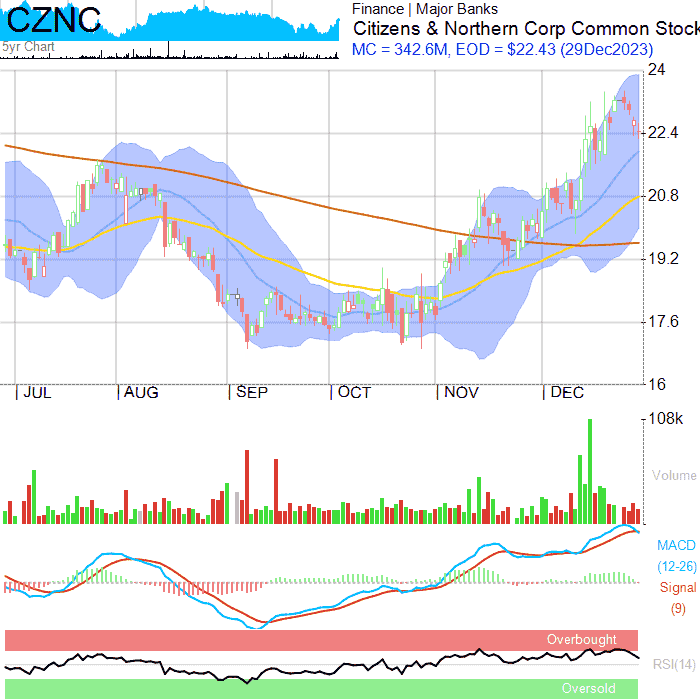 CZNC
5yr Chart
Finance | Major Banks
Citizens & Northern Corp Common Stock
MC = 342.6M, EOD = $22.43 (29Dec2023)
24
22.4
20.8
19.2
17.6
16
JUL AUG SEP OCT NOV DEC
108k
Volume
MACD
(12-26)
Signal
(9)
Overbought
RSI(14)
Oversold